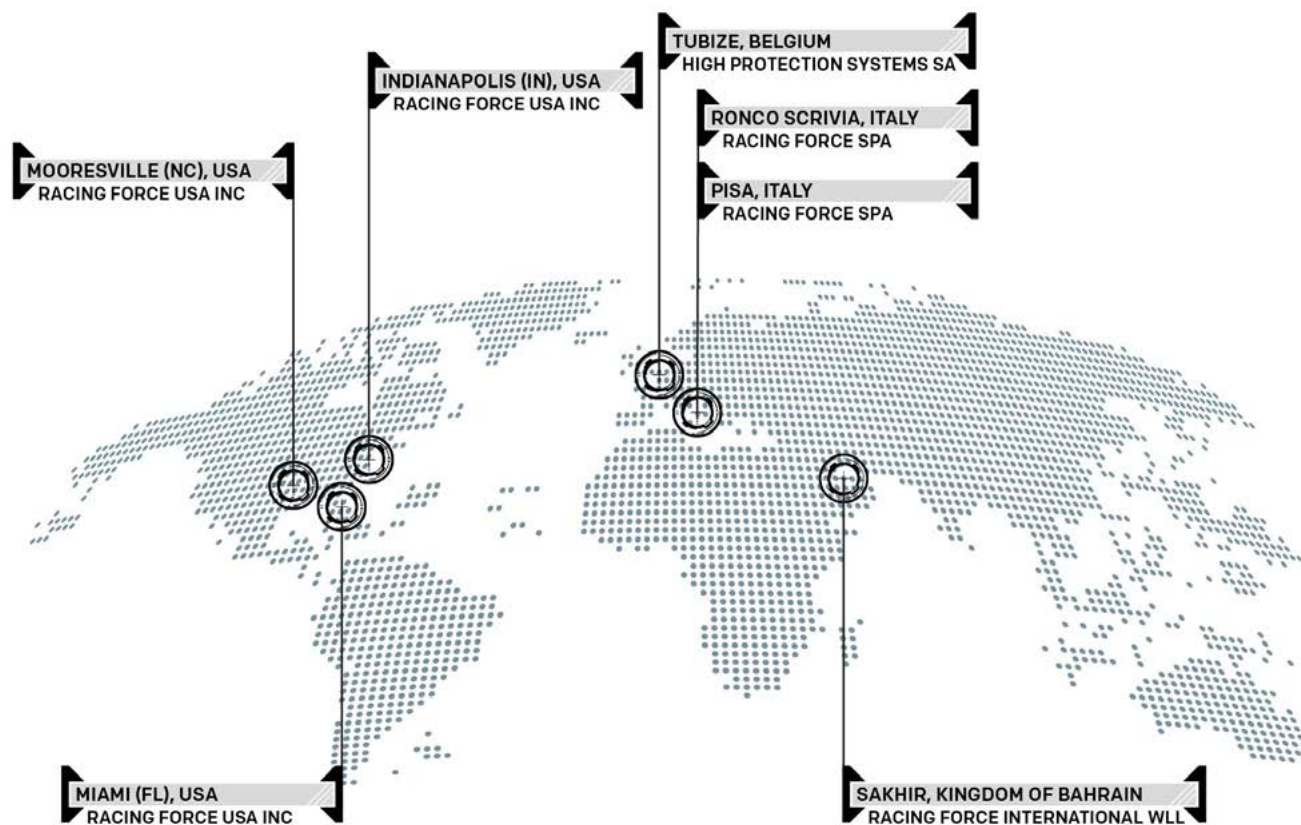 TUBIZE, BELGIUM
HIGH PROTECTION SYSTEMS SA
INDIANAPOLIS (IN), USA
RACING FORCE USA INC
RONCO SCRIVIA, ITALY
RACING FORCE SPA
MOORESVILLE (NC), USA
RACING FORCE USA INC
PISA, ITALY
RACING FORCE SPA
MIAMI (FL), USA
RACING FORCE USA INC
SAKHIR, KINGDOM OF BAHRAIN
RACING FORCE INTERNATIONAL WLL